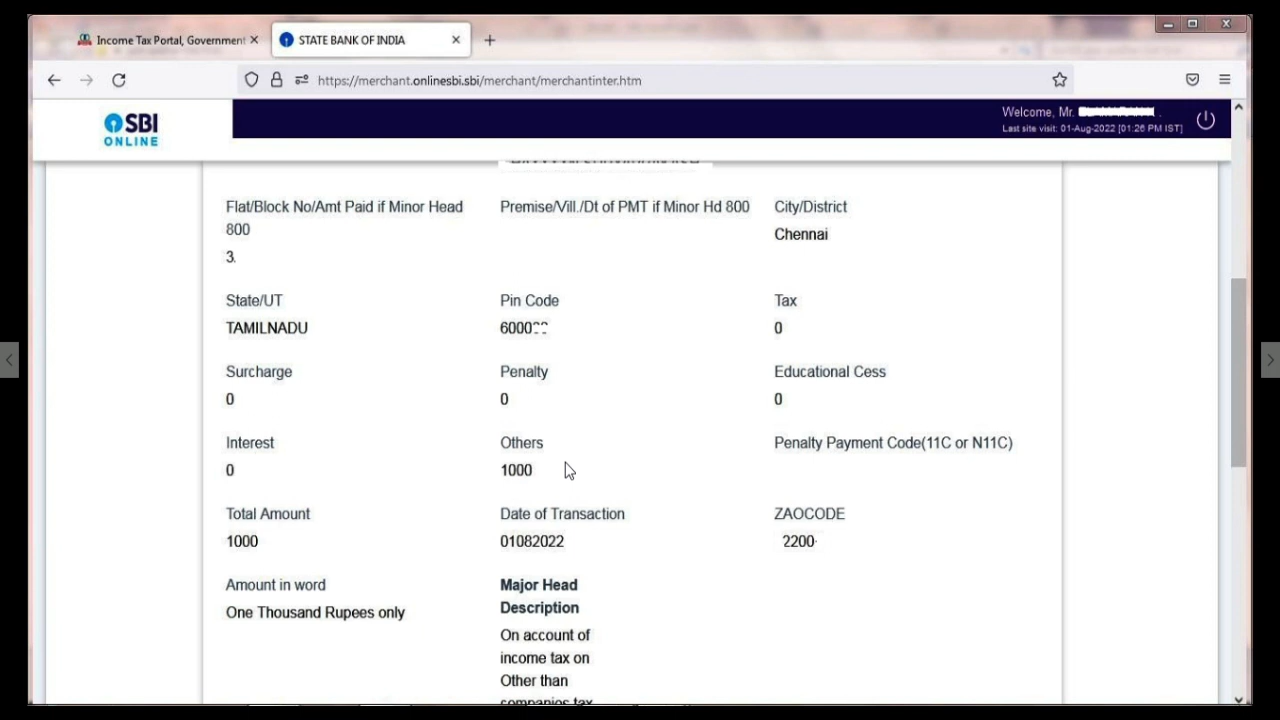 Income Tax Portal, Government
STATE BANK OF INDIA
https://merchant.onlinesbi.sbi/merchant/merchantinter.htm
SBI
ONLINE
Welcome, Mr.
Last site visit: 01-Aug-2022 [01:26 PM IST]
Flat/Block No/Amt Paid if Minor Head
800
3.
Premise/Vill./Dt of PMT if Minor Hd 800
City/District
Chennai
State/UT
TAMILNADU
Pin Code
6000
Tax
0
Surcharge
0
Penalty
0
Educational Cess
0
Interest
0
Others
1000
Penalty Payment Code(11C or N11C)
Total Amount
1000
Date of Transaction
01082022
ZAOCODE
2200
Amount in word
One Thousand Rupees only
Major Head
Description
On account of
income tax on
Other than
companies tax